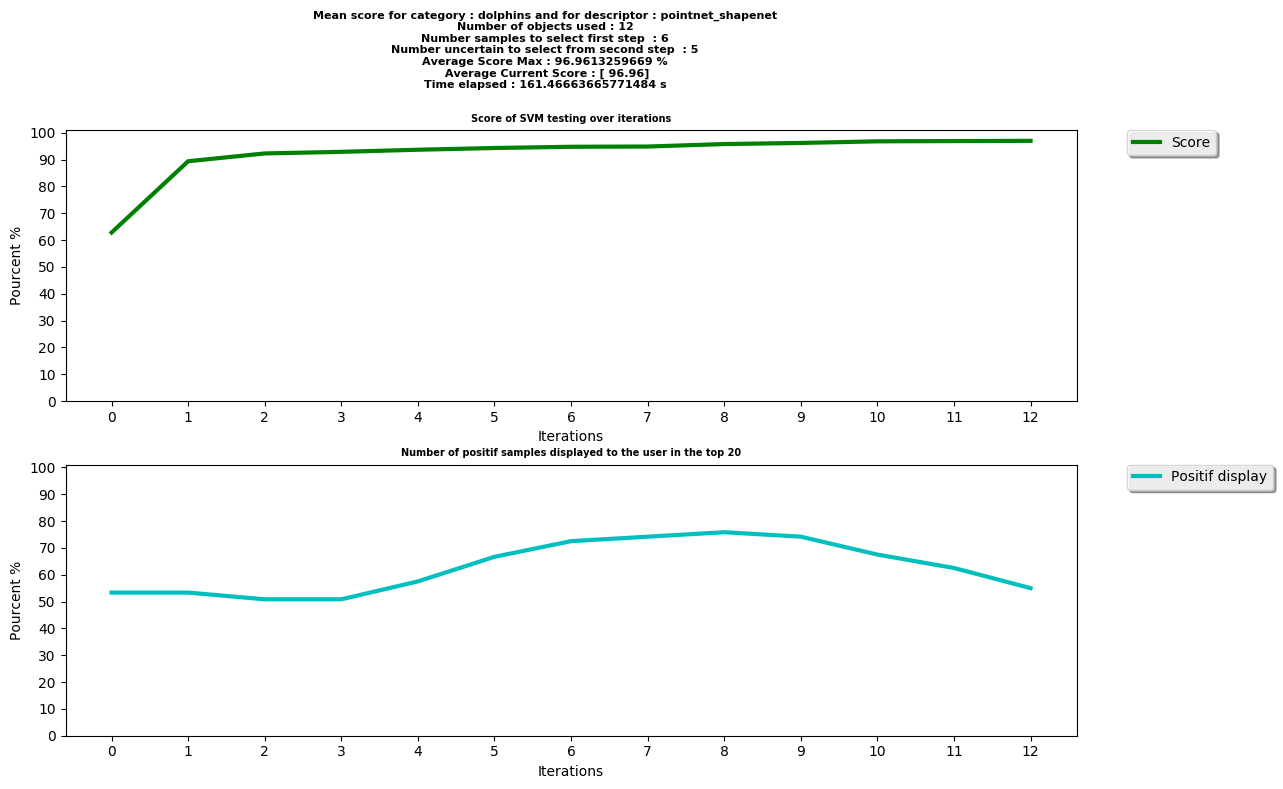 Mean score for category : dolphins and for descriptor : pointnet_shapenet
Number of objects used : 12
Number samples to select first step  : 6
Number uncertain to select from second step  : 5
Average Score Max : 96.9613259669 %
Average Current Score : [ 96.96]
Time elapsed : 161.46663665771484 s
Score of SVM testing over iterations
Score
100
90
80
70
60
50
40
30
20
10
0
Pourcent %
0 1 2 3 4 5 6 7 8 9 10 11 12
Iterations
Number of positif samples displayed to the user in the top 20
Positif display
100
90
80
70
60
50
40
30
20
10
0
Pourcent %
0 1 2 3 4 5 6 7 8 9 10 11 12
Iterations